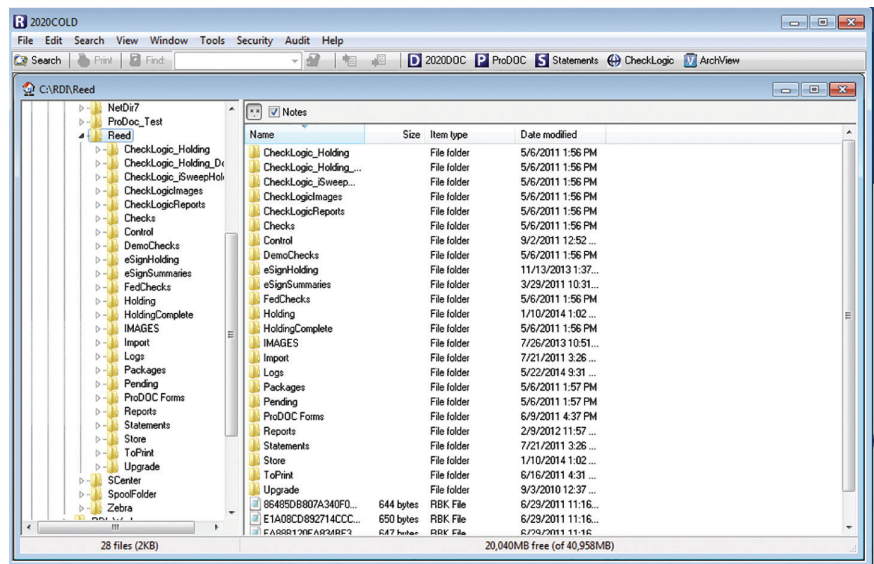 R 2020COLD
File Edit Search View Window Tools Security Audit Help
Search Print Find: D 2020DOC P ProDOC S Statements CheckLogic V ArchView
C:\RDI\Reed
NetDir7
ProDoc_Test
Reed
CheckLogic_Holding
CheckLogic_Holding_Do
CheckLogic_iSweepHol
CheckLogicImages
CheckLogicReports
Checks
Control
DemoChecks
eSignHolding
eSignSummaries
FedChecks
Holding
HoldingComplete
IMAGES
Import
Logs
Packages
Pending
ProDOC Forms
Reports
Statements
Store
ToPrint
Upgrade
SCenter
SpoolFolder
Zebra
Notes
Name Size Item type Date modified
CheckLogic_Holding File folder 5/6/2011 1:56 PM
CheckLogic_Holding_... File folder 5/6/2011 1:56 PM
CheckLogic_iSweep... File folder 5/6/2011 1:56 PM
CheckLogicImages File folder 5/6/2011 1:56 PM
CheckLogicReports File folder 5/6/2011 1:56 PM
Checks File folder 5/6/2011 1:56 PM
Control File folder 9/2/2011 12:52 ...
DemoChecks File folder 5/6/2011 1:56 PM
eSignHolding File folder 11/13/2013 1:37...
eSignSummaries File folder 3/29/2011 10:31...
FedChecks File folder 5/6/2011 1:56 PM
Holding File folder 1/10/2014 1:02 ...
HoldingComplete File folder 5/6/2011 1:56 PM
IMAGES File folder 7/26/2013 10:51...
Import File folder 7/21/2011 3:26 ...
Logs File folder 5/22/2014 9:31 ...
Packages File folder 5/6/2011 1:57 PM
Pending File folder 5/6/2011 1:57 PM
ProDOC Forms File folder 6/9/2011 4:37 PM
Reports File folder 2/9/2012 11:57 ...
Statements File folder 7/21/2011 3:26 ...
Store File folder 1/10/2014 1:02 ...
ToPrint File folder 6/16/2011 4:31 ...
Upgrade File folder 9/3/2010 12:37 ...
86485DB807A340F0... 644 bytes RBK File 6/29/2011 11:16...
E1A08CD892714CCC... 650 bytes RBK File 6/29/2011 11:16...
647 bytes RBK File 6/29/2011 11:16
28 files (2KB) 20,040MB free (of 40,958MB)